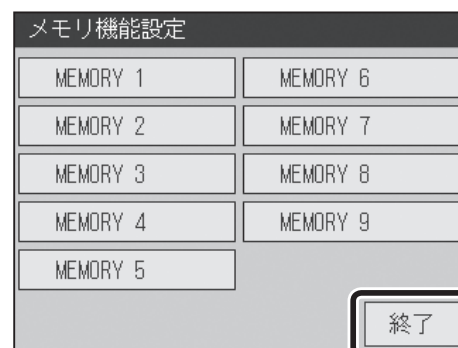 メモリ機能設定
MEMORY 1
MEMORY 2
MEMORY 3
MEMORY 4
MEMORY 5
MEMORY 6
MEMORY 7
MEMORY 8
MEMORY 9
終了